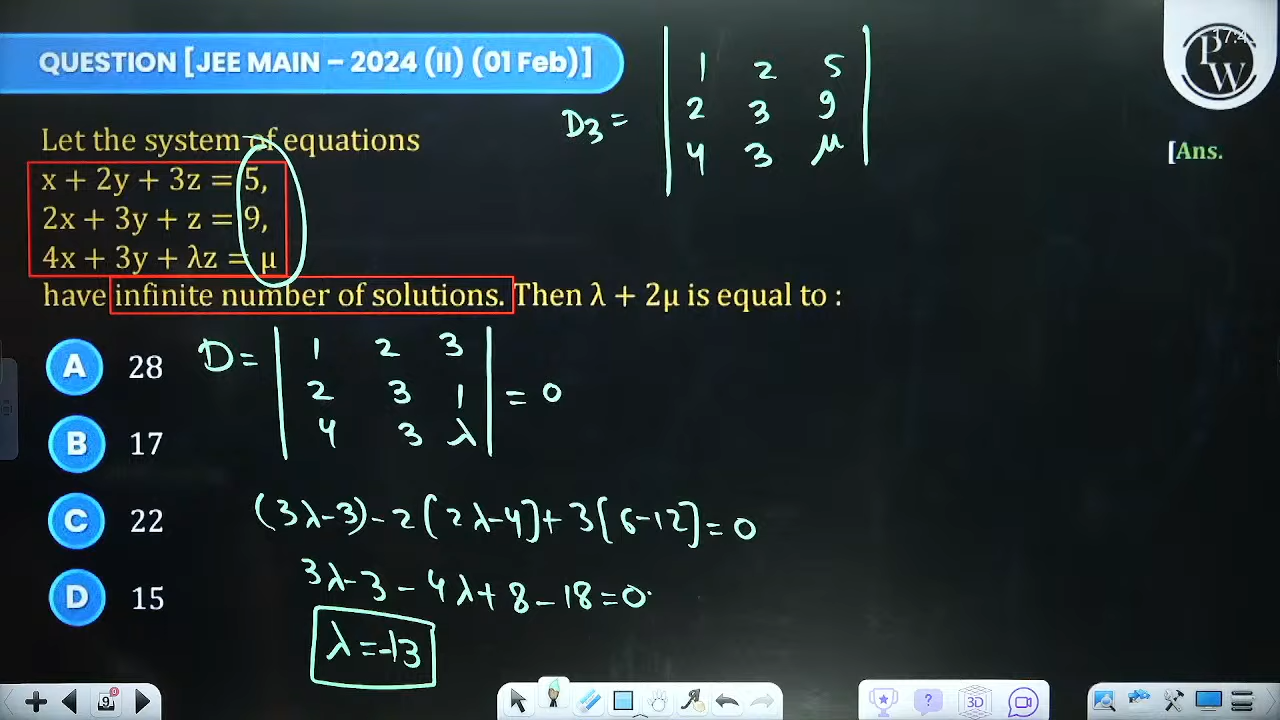 QUESTION [JEE MAIN – 2024 (II) (01 Feb)]
Let the system of equations
x + 2y + 3z = 5,
2x + 3y + z = 9,
4x + 3y + λz = μ
have infinite number of solutions. Then λ + 2μ is equal to :
A 28
B 17
C 22
D 15
D₃ =
1 2 5
2 3 9
4 3 μ
[Ans.
P
W
D =
1 2 3
2 3 1 = 0
4 3 λ
(3λ-3) - 2(2λ-4] + 3[6-12] = 0
3λ-3 - 4λ+8 - 18 = 0
λ = -13
9
3D